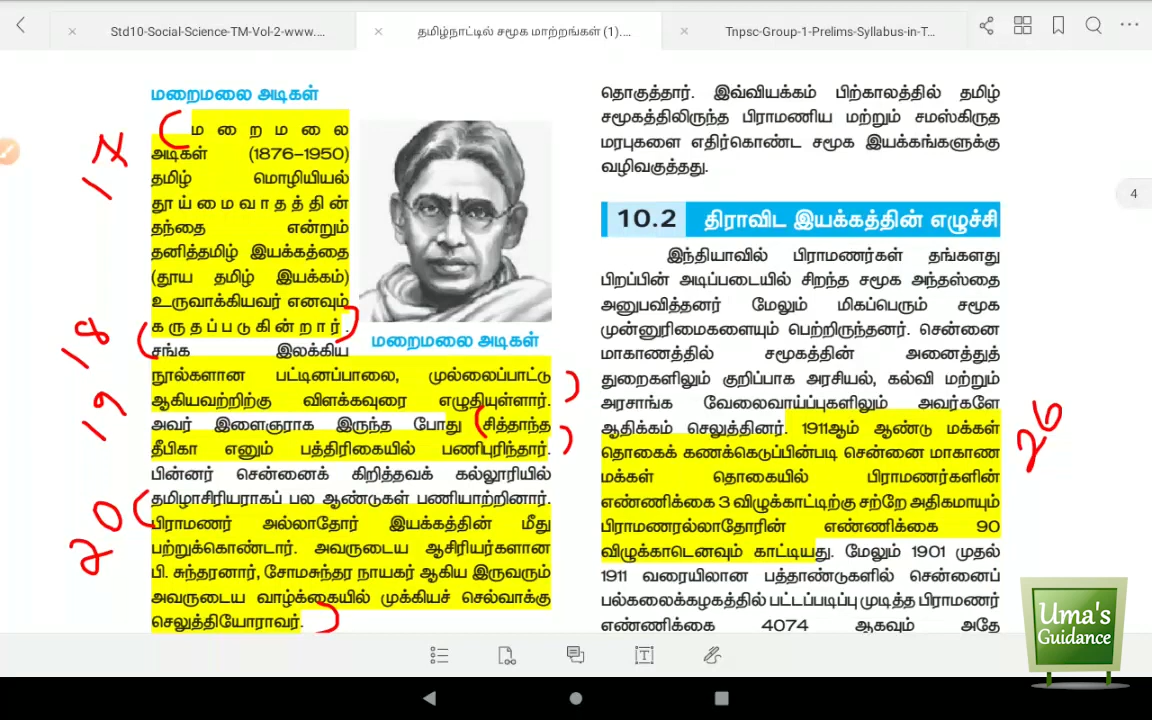 Std10-Social-Science-TM-Vol-2-www....
தமிழ்நாட்டில் சமூக மாற்றங்கள் (1)....
Tnpsc-Group-1-Prelims-Syllabus-in-T...
4
மறைமலை அடிகள்
17
மறைமலை
அடிகள் (1876–1950)
தமிழ் மொழியியல்
தூய்மைவாதத்தின்
தந்தை என்றும்
தனித்தமிழ் இயக்கத்தை
(தூய தமிழ் இயக்கம்)
உருவாக்கியவர் எனவும்
கருதப்படுகின்றார்.
18
சங்க இலக்கிய
மறைமலை அடிகள்
நூல்களான பட்டினப்பாலை, முல்லைப்பாட்டு
ஆகியவற்றிற்கு விளக்கவுரை எழுதியுள்ளார்.
19
அவர் இளைஞராக இருந்த போது சித்தாந்த
தீபிகா எனும் பத்திரிகையில் பணிபுரிந்தார்.
பின்னர் சென்னைக் கிறித்தவக் கல்லூரியில்
தமிழாசிரியராகப் பல ஆண்டுகள் பணியாற்றினார்.
20
பிராமணர் அல்லாதோர் இயக்கத்தின் மீது
பற்றுக்கொண்டார். அவருடைய ஆசிரியர்களான
பி. சுந்தரனார், சோமசுந்தர நாயகர் ஆகிய இருவரும்
அவருடைய வாழ்க்கையில் முக்கியச் செல்வாக்கு
செலுத்தியோராவர்.
தொகுத்தார். இவ்வியக்கம் பிற்காலத்தில் தமிழ்
சமூகத்திலிருந்த பிராமணிய மற்றும் சமஸ்கிருத
மரபுகளை எதிர்கொண்ட சமூக இயக்கங்களுக்கு
வழிவகுத்தது.
10.2 திராவிட இயக்கத்தின் எழுச்சி
இந்தியாவில் பிராமணர்கள் தங்களது
பிறப்பின் அடிப்படையில் சிறந்த சமூக அந்தஸ்தை
அனுபவித்தனர் மேலும் மிகப்பெரும் சமூக
முன்னுரிமைகளையும் பெற்றிருந்தனர். சென்னை
மாகாணத்தில் சமூகத்தின் அனைத்துத்
துறைகளிலும் குறிப்பாக அரசியல், கல்வி மற்றும்
அரசாங்க வேலைவாய்ப்புகளிலும் அவர்களே
ஆதிக்கம் செலுத்தினர். 1911ஆம் ஆண்டு மக்கள்
தொகைக் கணக்கெடுப்பின்படி சென்னை மாகாண
26
மக்கள் தொகையில் பிராமணர்களின்
எண்ணிக்கை 3 விழுக்காட்டிற்கு சற்றே அதிகமாயும்
பிராமணரல்லாதோரின் எண்ணிக்கை 90
விழுக்காடெனவும் காட்டியது. மேலும் 1901 முதல்
1911 வரையிலான பத்தாண்டுகளில் சென்னைப்
பல்கலைக்கழகத்தில் பட்டப்படிப்பு முடித்த பிராமணர்
எண்ணிக்கை 4074 ஆகவும் அதே
Uma's
Guidance